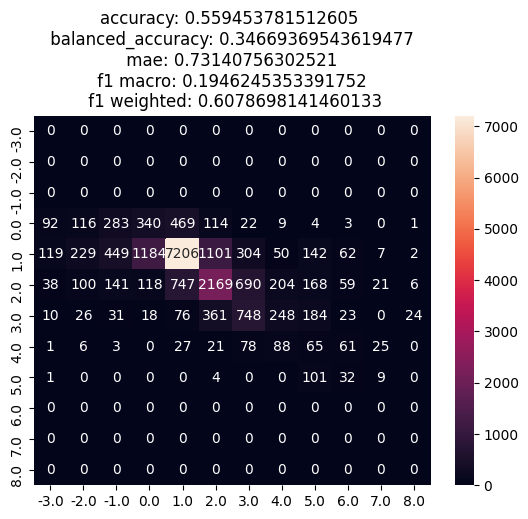 accuracy: 0.559453781512605
balanced_accuracy: 0.34669369543619477
mae: 0.73140756302521
f1 macro: 0.1946245353391752
f1 weighted: 0.6078698141460133
-3.0 0 0 0 0 0 0 0 0 0 0 0 0
-2.0 0 0 0 0 0 0 0 0 0 0 0 0
-1.0 0 0 0 0 0 0 0 0 0 0 0 0
0.0 92 116 283 340 469 114 22 9 4 3 0 1
1.0 119 229 449 1184 7206 1101 304 50 142 62 7 2
2.0 38 100 141 118 747 2169 690 204 168 59 21 6
3.0 10 26 31 18 76 361 748 248 184 23 0 24
4.0 1 6 3 0 27 21 78 88 65 61 25 0
5.0 1 0 0 0 0 4 0 0 101 32 9 0
6.0 0 0 0 0 0 0 0 0 0 0 0 0
7.0 0 0 0 0 0 0 0 0 0 0 0 0
8.0 0 0 0 0 0 0 0 0 0 0 0 0
-3.0 -2.0 -1.0 0.0 1.0 2.0 3.0 4.0 5.0 6.0 7.0 8.0
7000
6000
5000
4000
3000
2000
1000
0